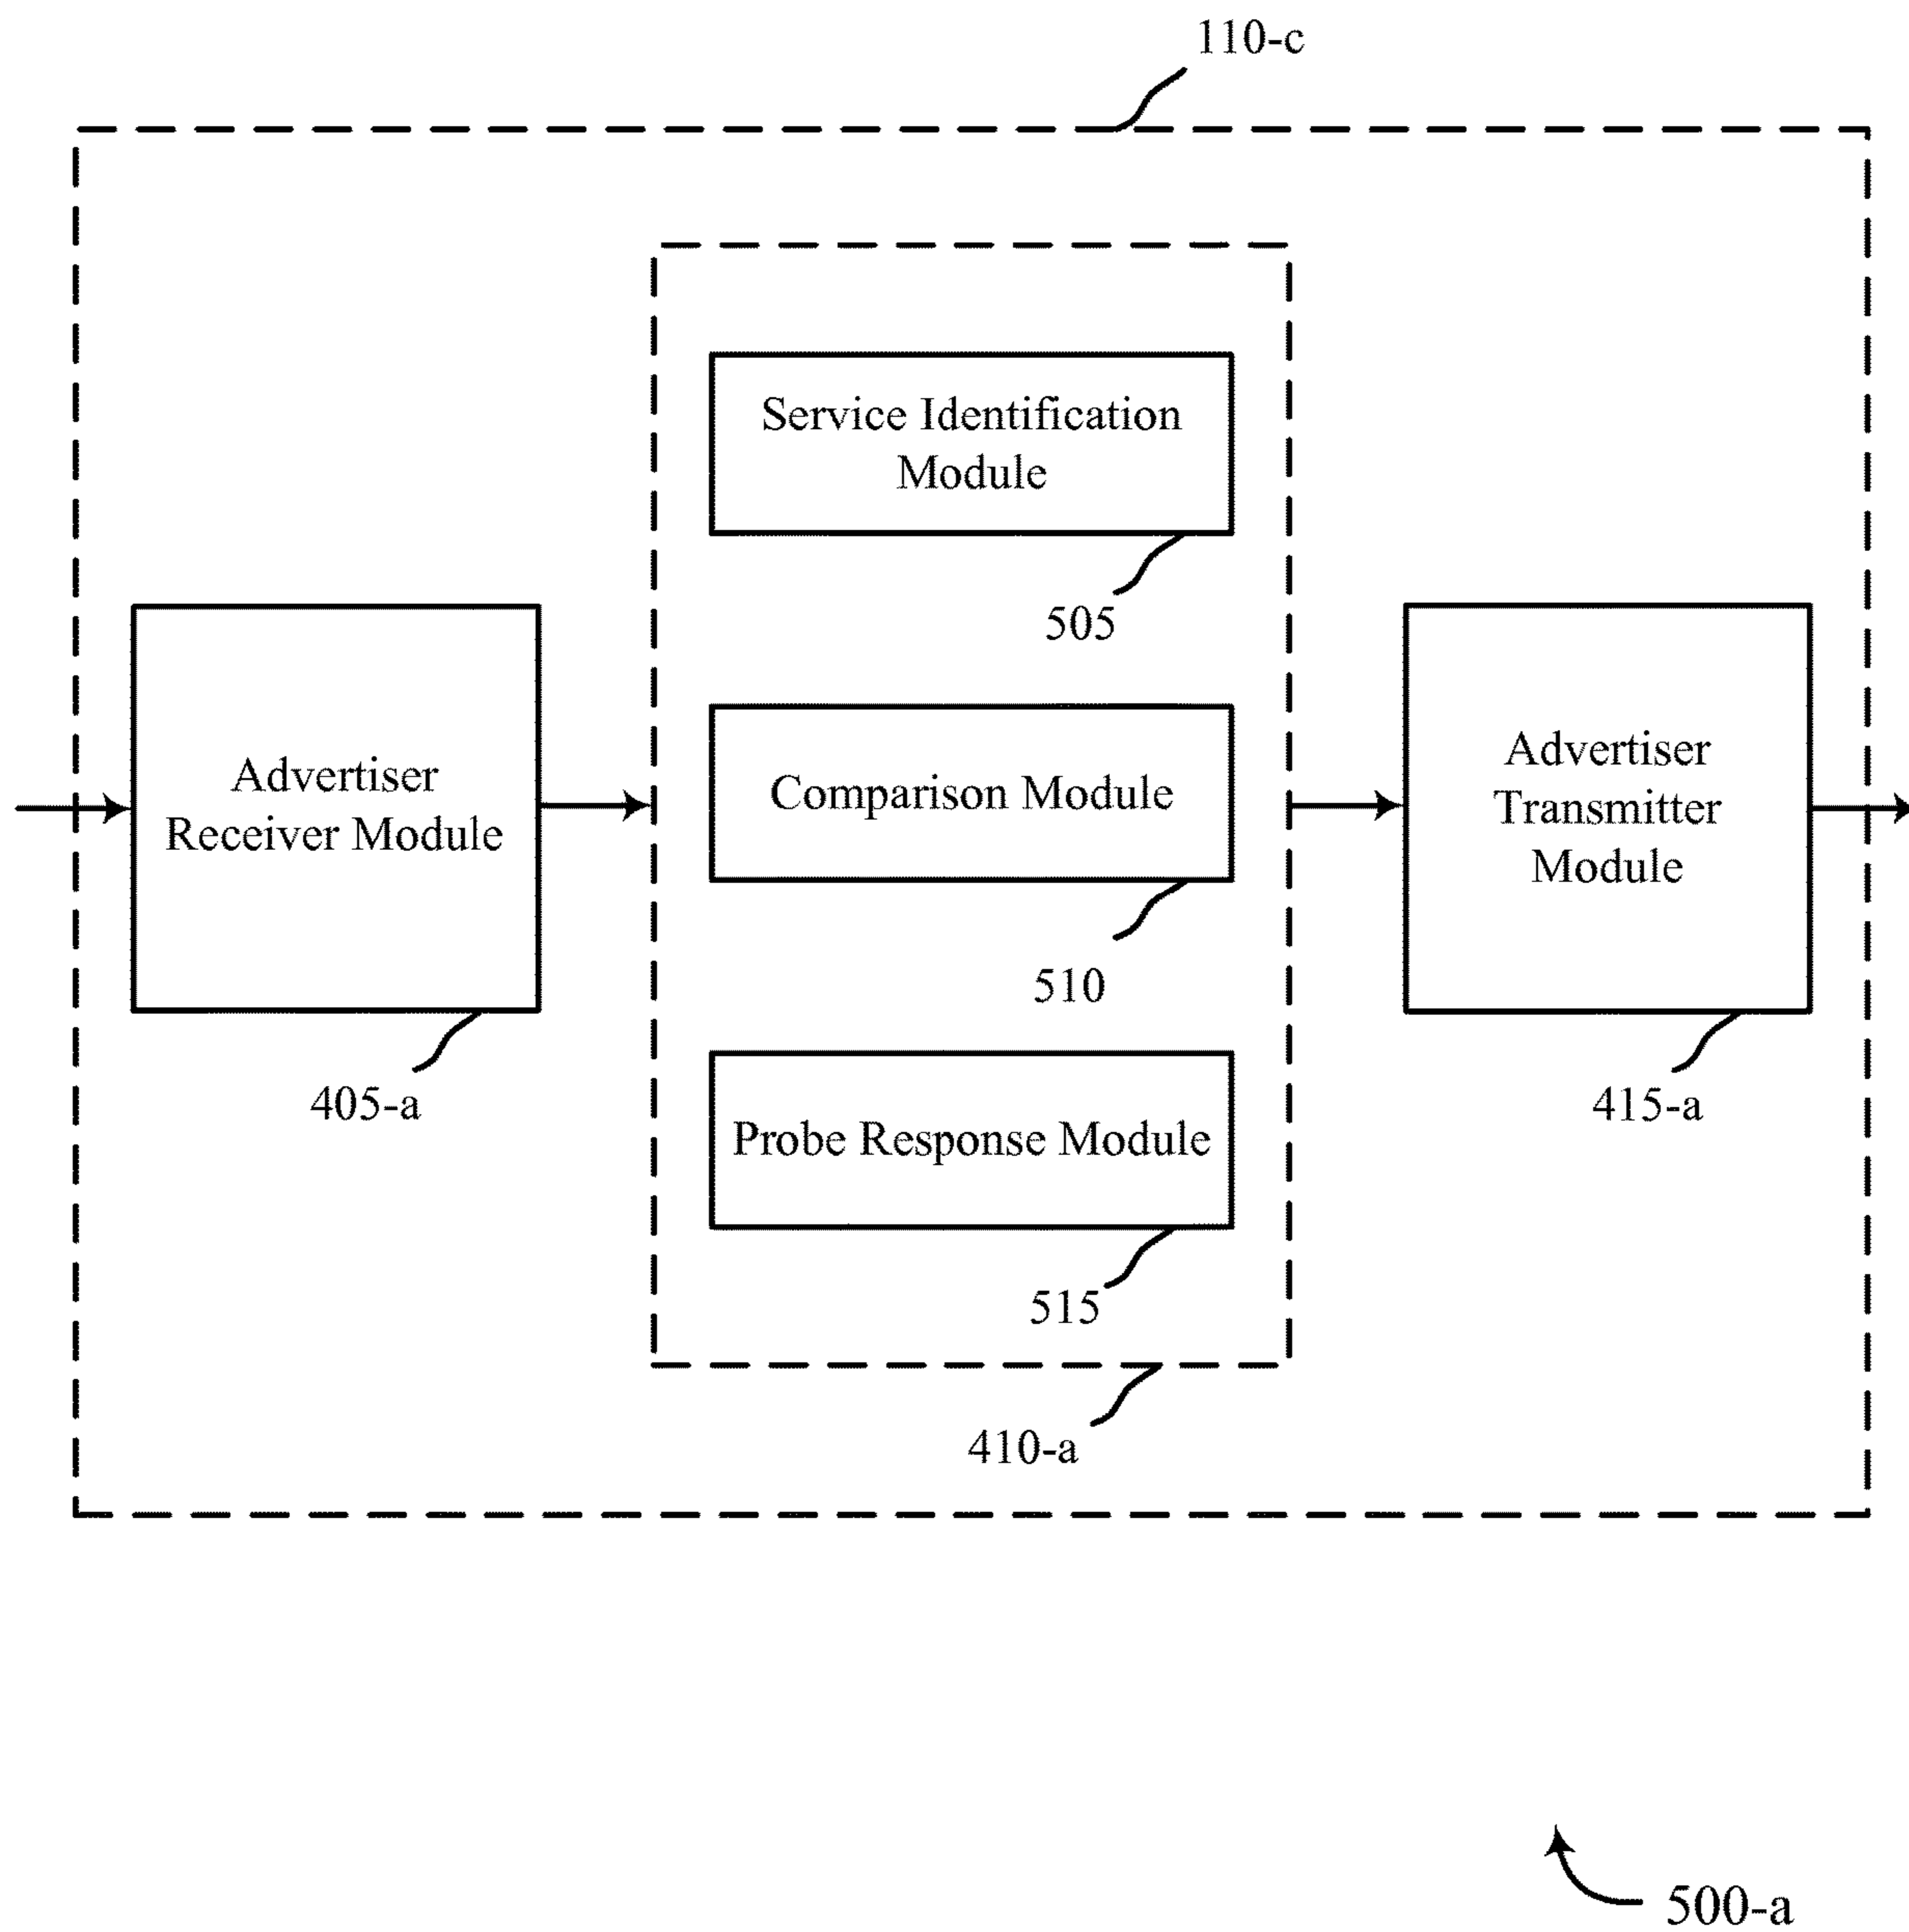 110-c
Service Identification
Module
505
Advertiser
Receiver Module
405-a
Comparison Module
510
Advertiser
Transmitter
Module
415-a
Probe Response Module
515
410-a
500-a